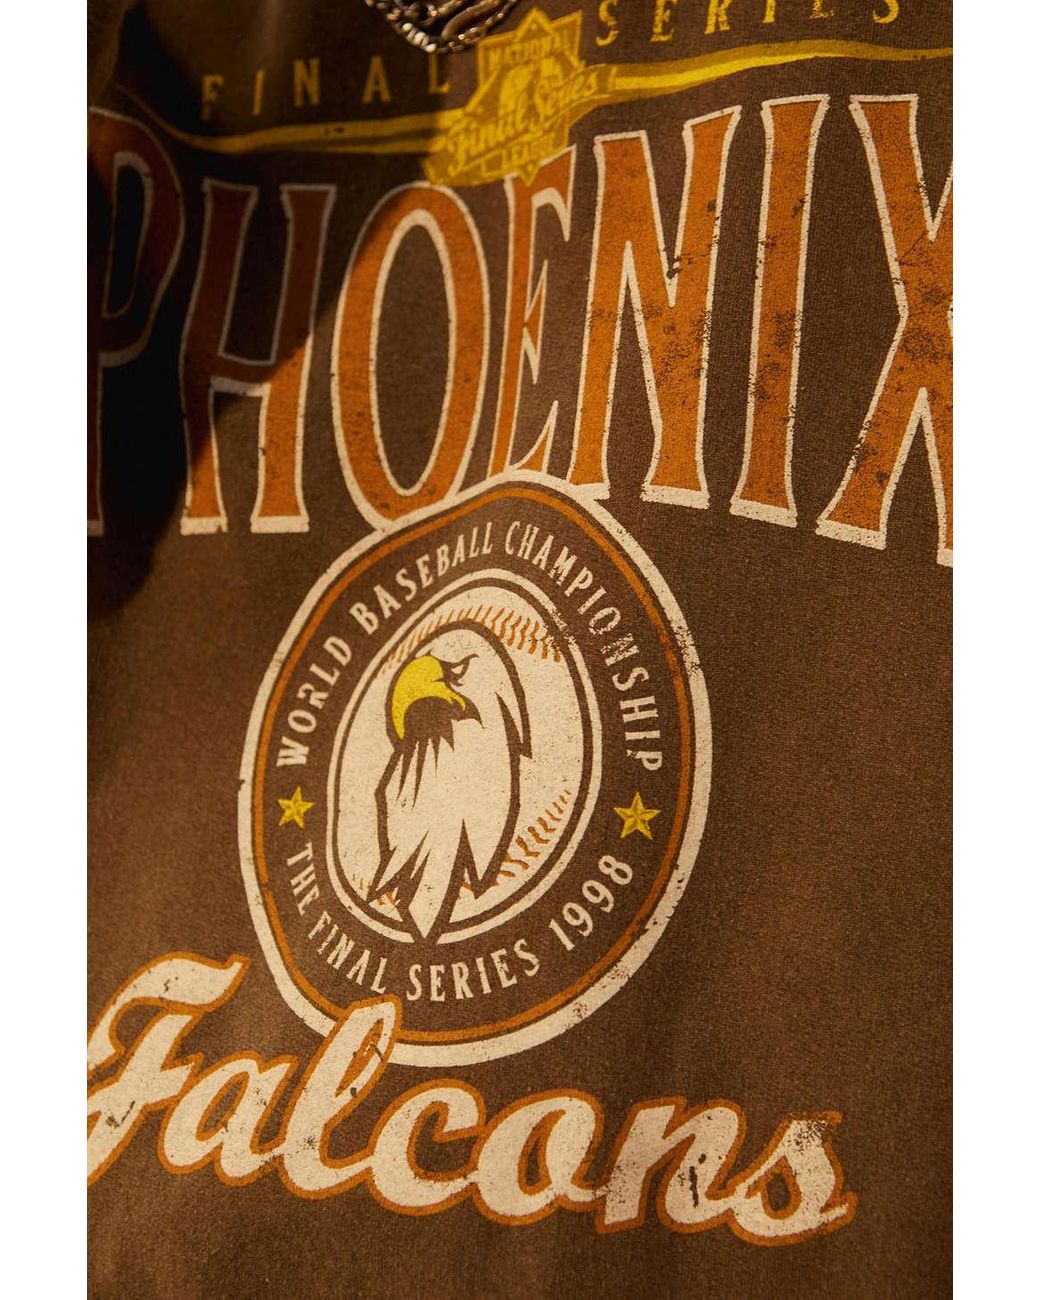 FINAL SERIES
NATIONAL
Final Series
LEAGUE
PHOENIX
WORLD BASEBALL CHAMPIONSHIP
THE FINAL SERIES 1998
Falcons